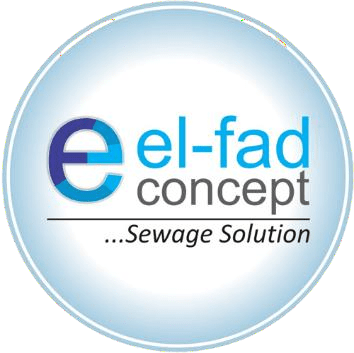 e el-fad
concept
...Sewage Solution